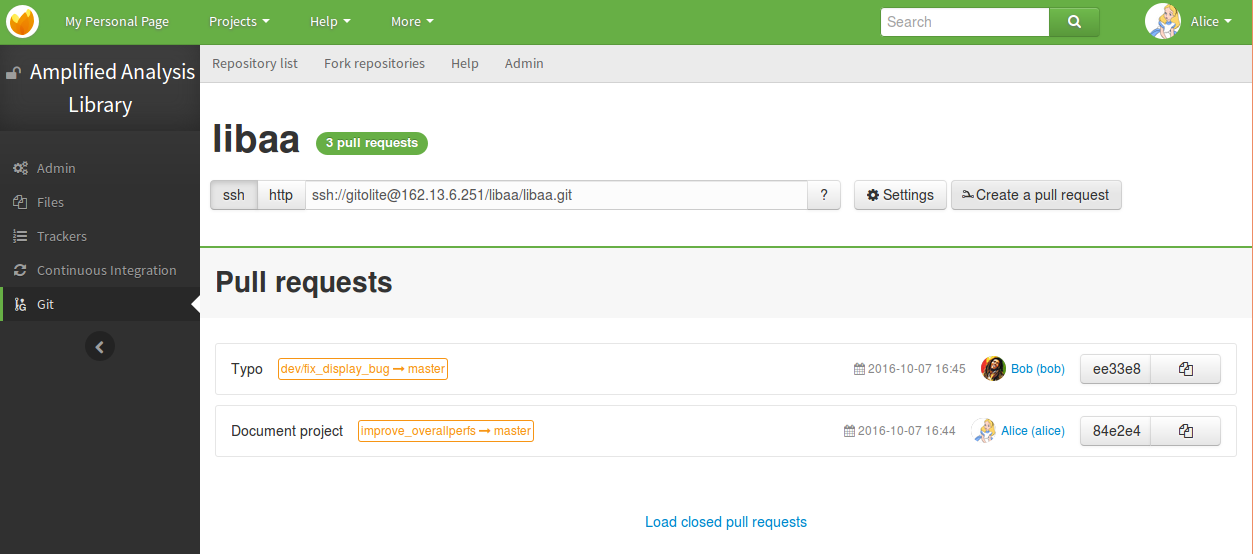 My Personal Page Projects Help More Search Alice
Amplified Analysis
Library
Repository list Fork repositories Help Admin
libaa 3 pull requests
Admin
Files
Trackers
Continuous Integration
Git
ssh http ssh://gitolite@162.13.6.251/libaa/libaa.git ? Settings Create a pull request
Pull requests
Typo dev/fix_display_bug → master 2016-10-07 16:45 Bob (bob) ee33e8
Document project improve_overallperfs → master 2016-10-07 16:44 Alice (alice) 84e2e4
Load closed pull requests